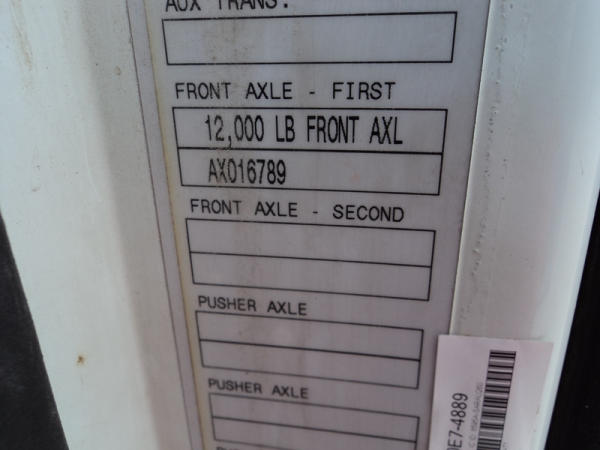 AUX TRANS.
FRONT AXLE - FIRST
12,000 LB FRONT AXL
AX016789
FRONT AXLE - SECOND
PUSHER AXLE
PUSHER AXLE
E7-4889